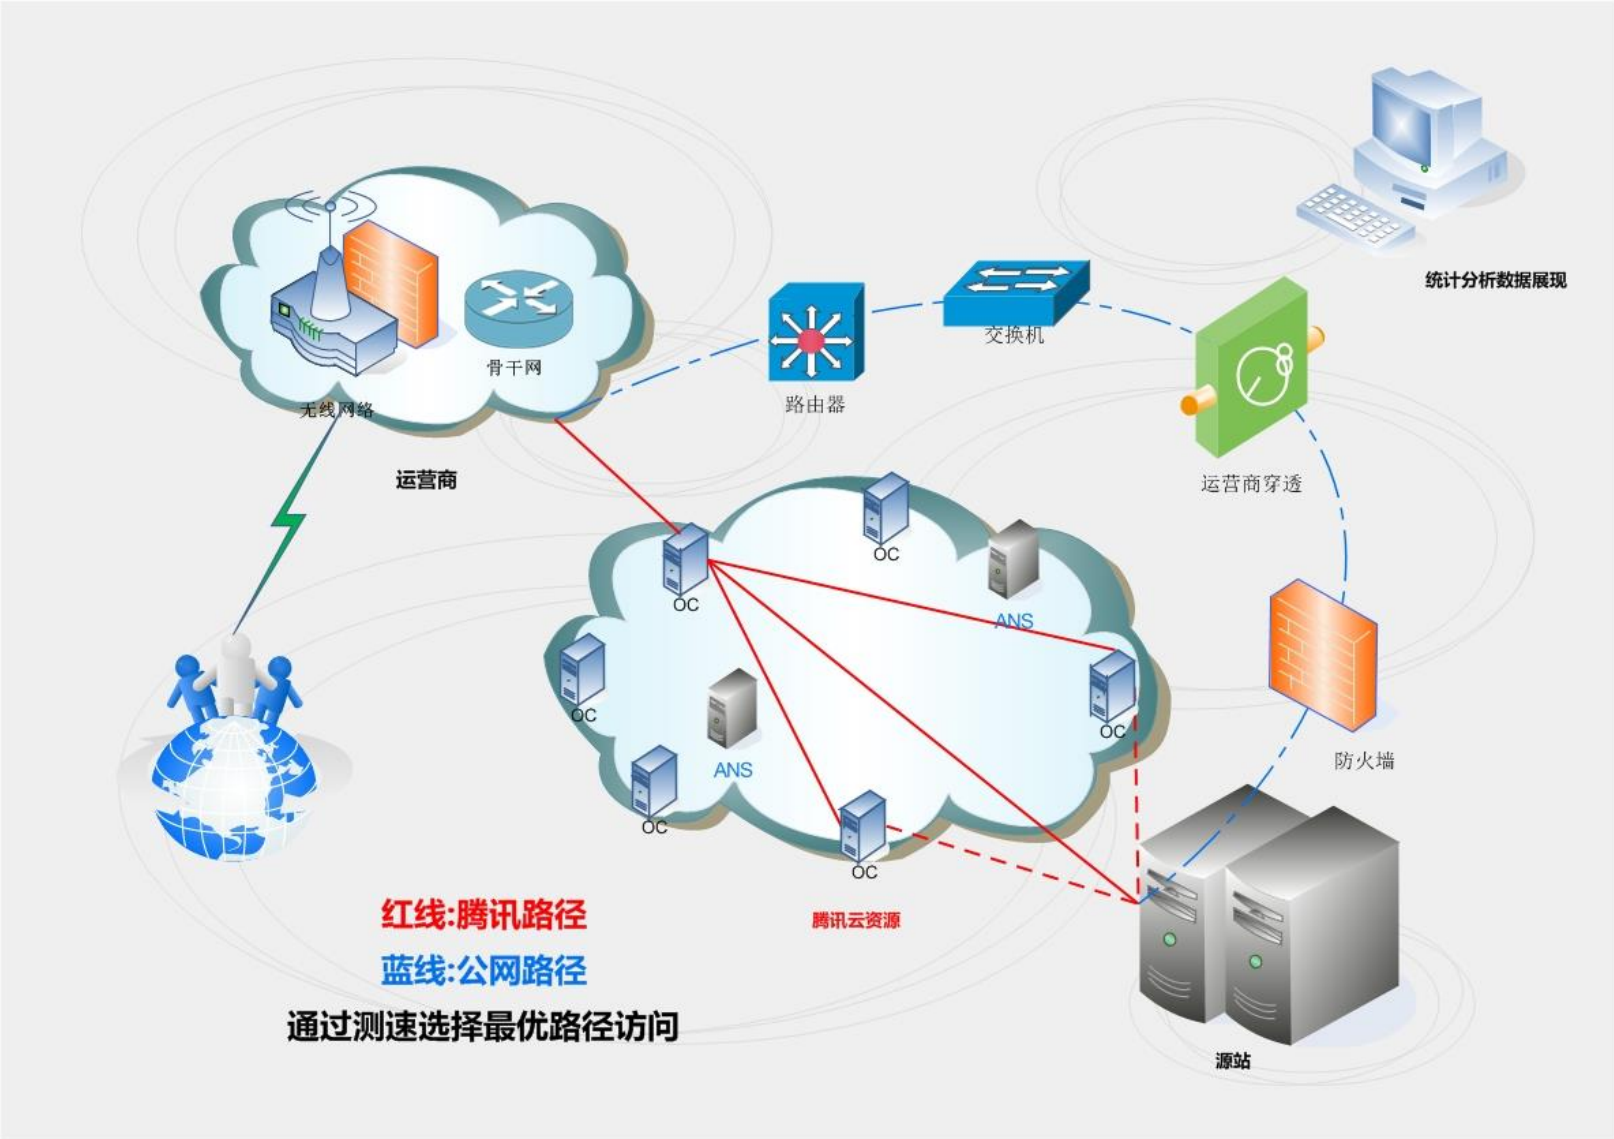 统计分析数据展现
交换机
骨干网
路由器
无线网络
运营商
运营商穿透
OC
OC
ANS
OC
OC
防火墙
ANS
OC
OC
红线:腾讯路径
腾讯云资源
蓝线:公网路径
通过测速选择最优路径访问
源站